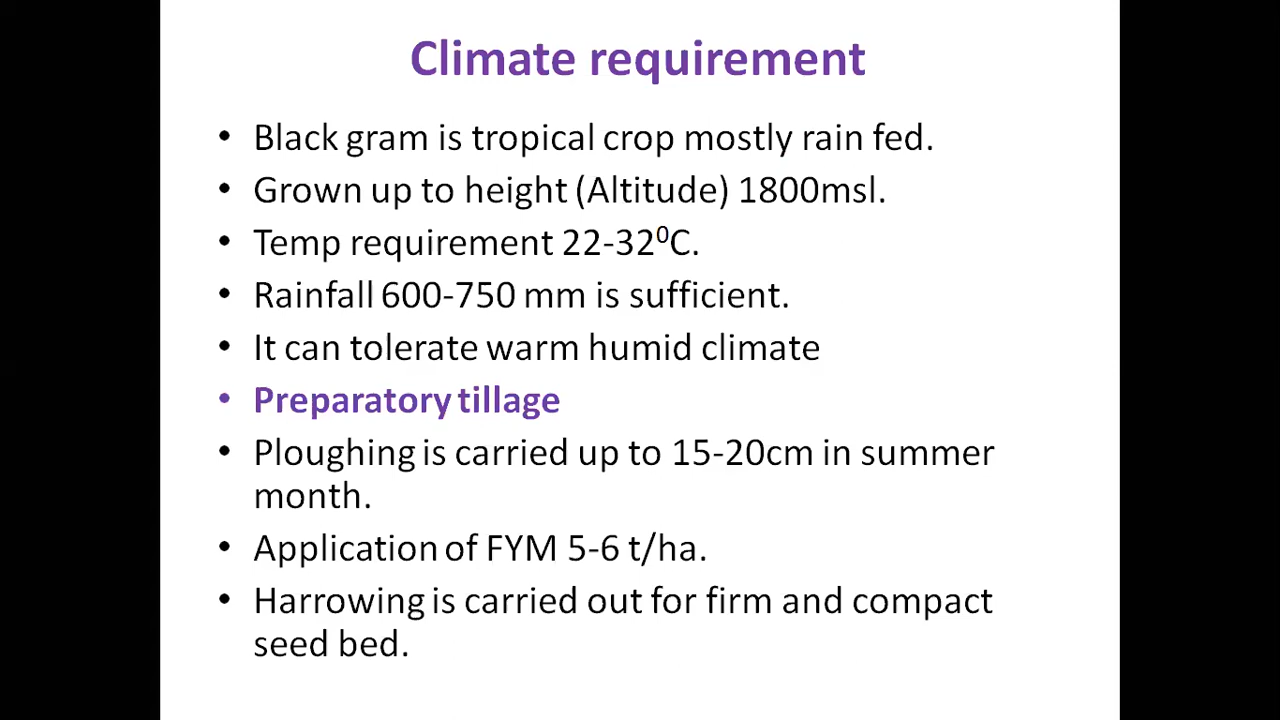 Climate requirement
• Black gram is tropical crop mostly rain fed.
• Grown up to height (Altitude) 1800msl.
• Temp requirement 22-32⁰C.
• Rainfall 600-750 mm is sufficient.
• It can tolerate warm humid climate
• Preparatory tillage
• Ploughing is carried up to 15-20cm in summer
month.
• Application of FYM 5-6 t/ha.
• Harrowing is carried out for firm and compact
seed bed.